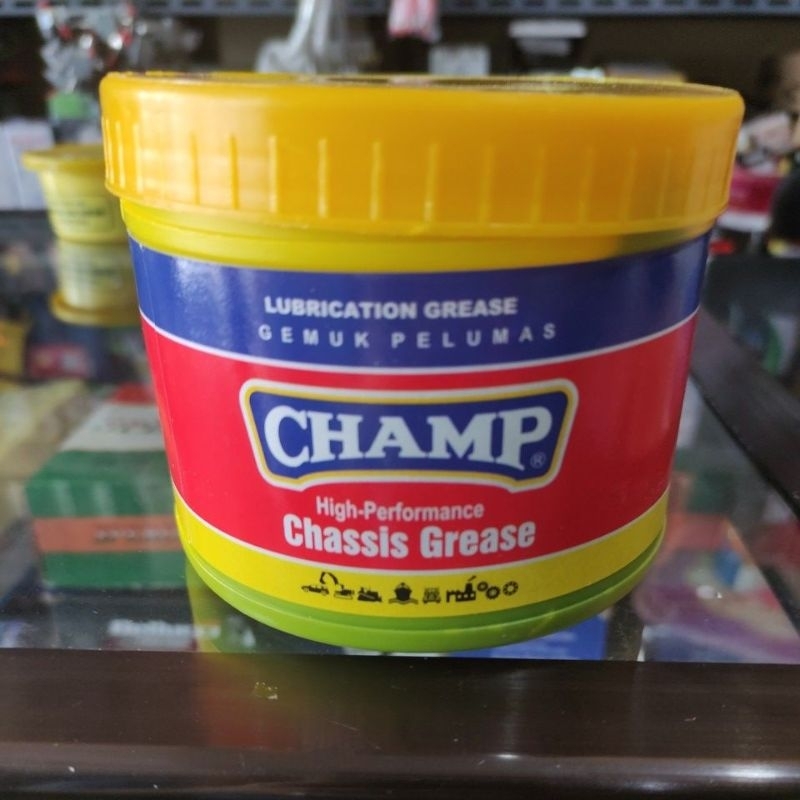 LUBRICATION GREASE
GEMUK PELUMAS
CHAMP®
High-Performance
Chassis Grease